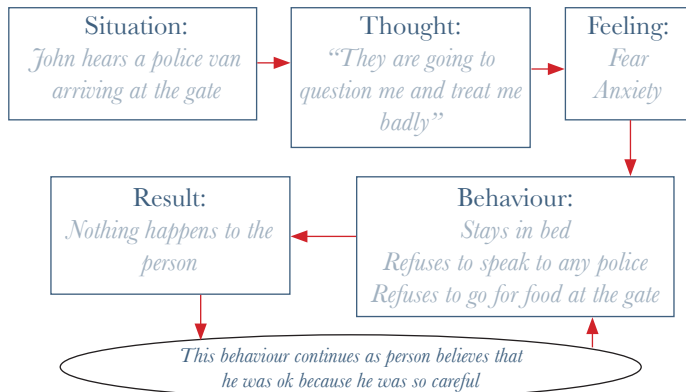 Situation:
John hears a police van
arriving at the gate
Thought:
“They are going to
question me and treat me
badly”
Feeling:
Fear
Anxiety
Behaviour:
Stays in bed
Refuses to speak to any police
Refuses to go for food at the gate
Result:
Nothing happens to the
person
This behaviour continues as person believes that
he was ok because he was so careful